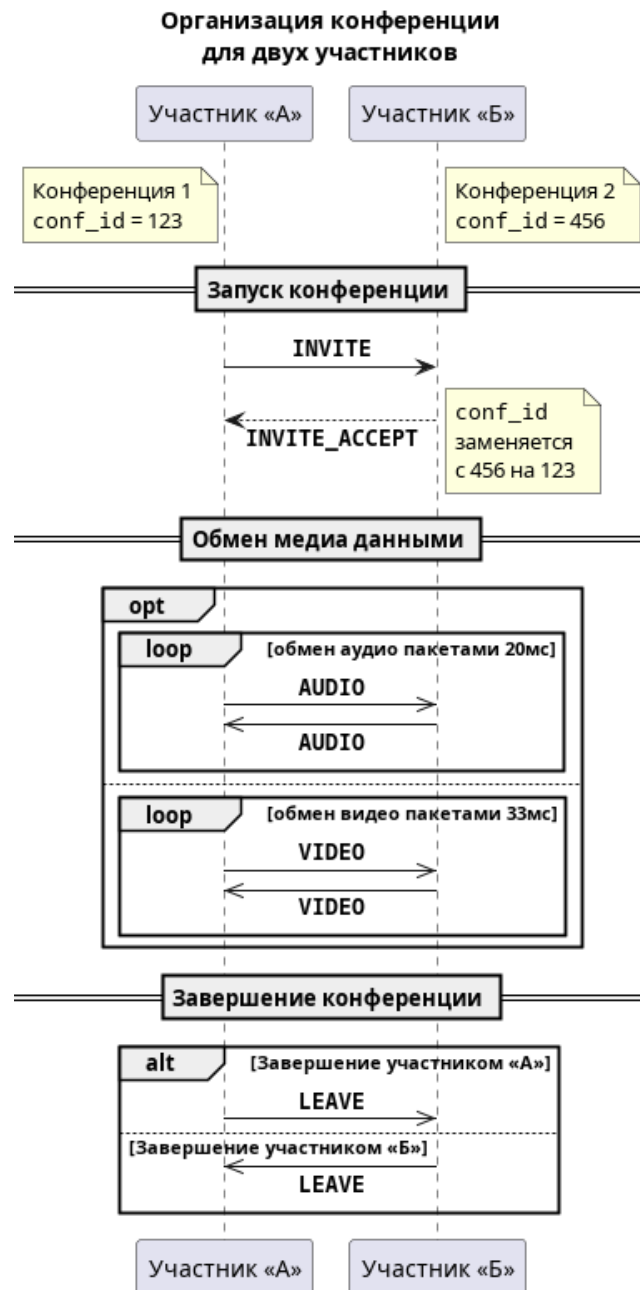 Организация конференции
для двух участников
Участник «А»
Участник «Б»
Конференция 1
conf_id = 123
Конференция 2
conf_id = 456
Запуск конференции
INVITE
INVITE_ACCEPT
conf_id
заменяется
с 456 на 123
Обмен медиа данными
opt
loop
[обмен аудио пакетами 20мс]
AUDIO
AUDIO
loop
[обмен видео пакетами 33мс]
VIDEO
VIDEO
Завершение конференции
alt
[Завершение участником «А»]
LEAVE
[Завершение участником «Б»]
LEAVE
Участник «А»
Участник «Б»